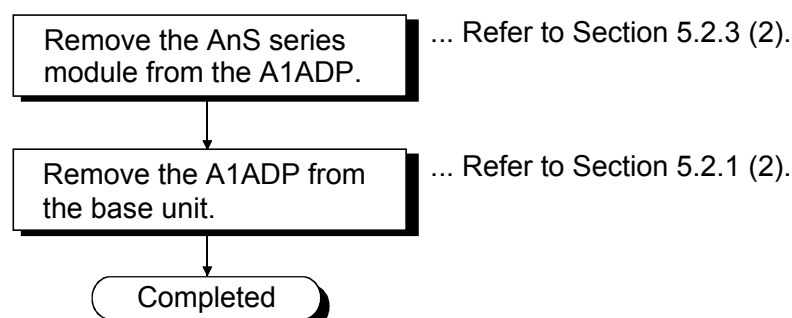 Remove the AnS series
module from the A1ADP.
... Refer to Section 5.2.3 (2).
Remove the A1ADP from
the base unit.
... Refer to Section 5.2.1 (2).
Completed